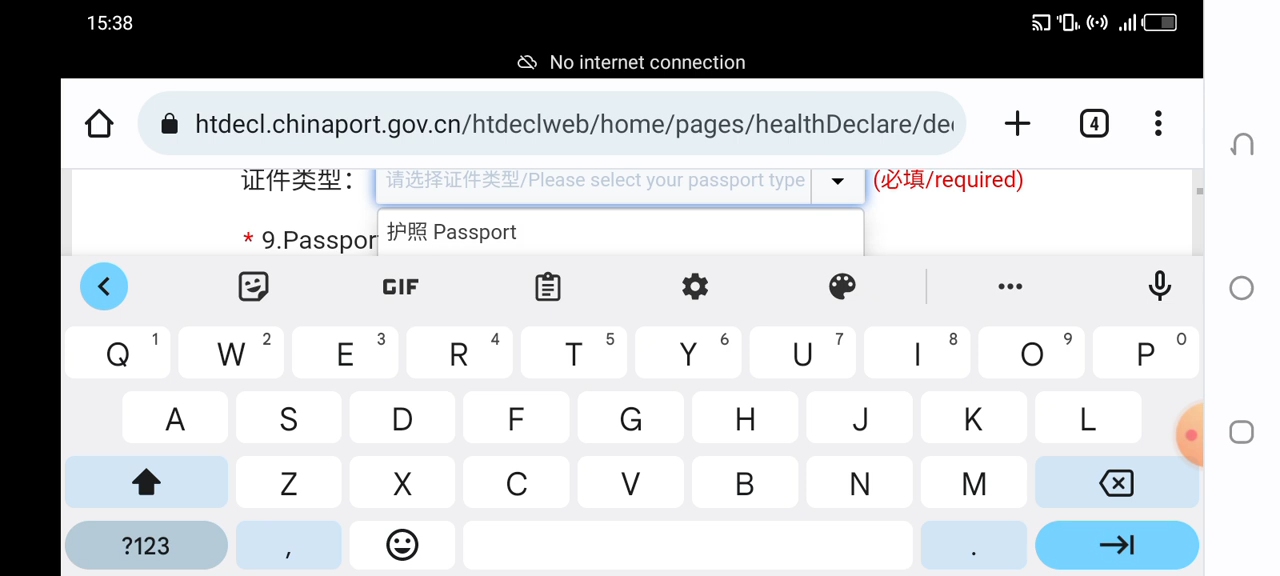 15:38
No internet connection
htdecl.chinaport.gov.cn/htdeclweb/home/pages/healthDeclare/de
4
证件类型：
请选择证件类型/Please select your passport type
(必填/required)
* 9.Passpor
护照 Passport
GIF
Q 1 W 2 E 3 R 4 T 5 Y 6 U 7 I 8 O 9 P 0
A S D F G H J K L
Z X C V B N M
?123 , .